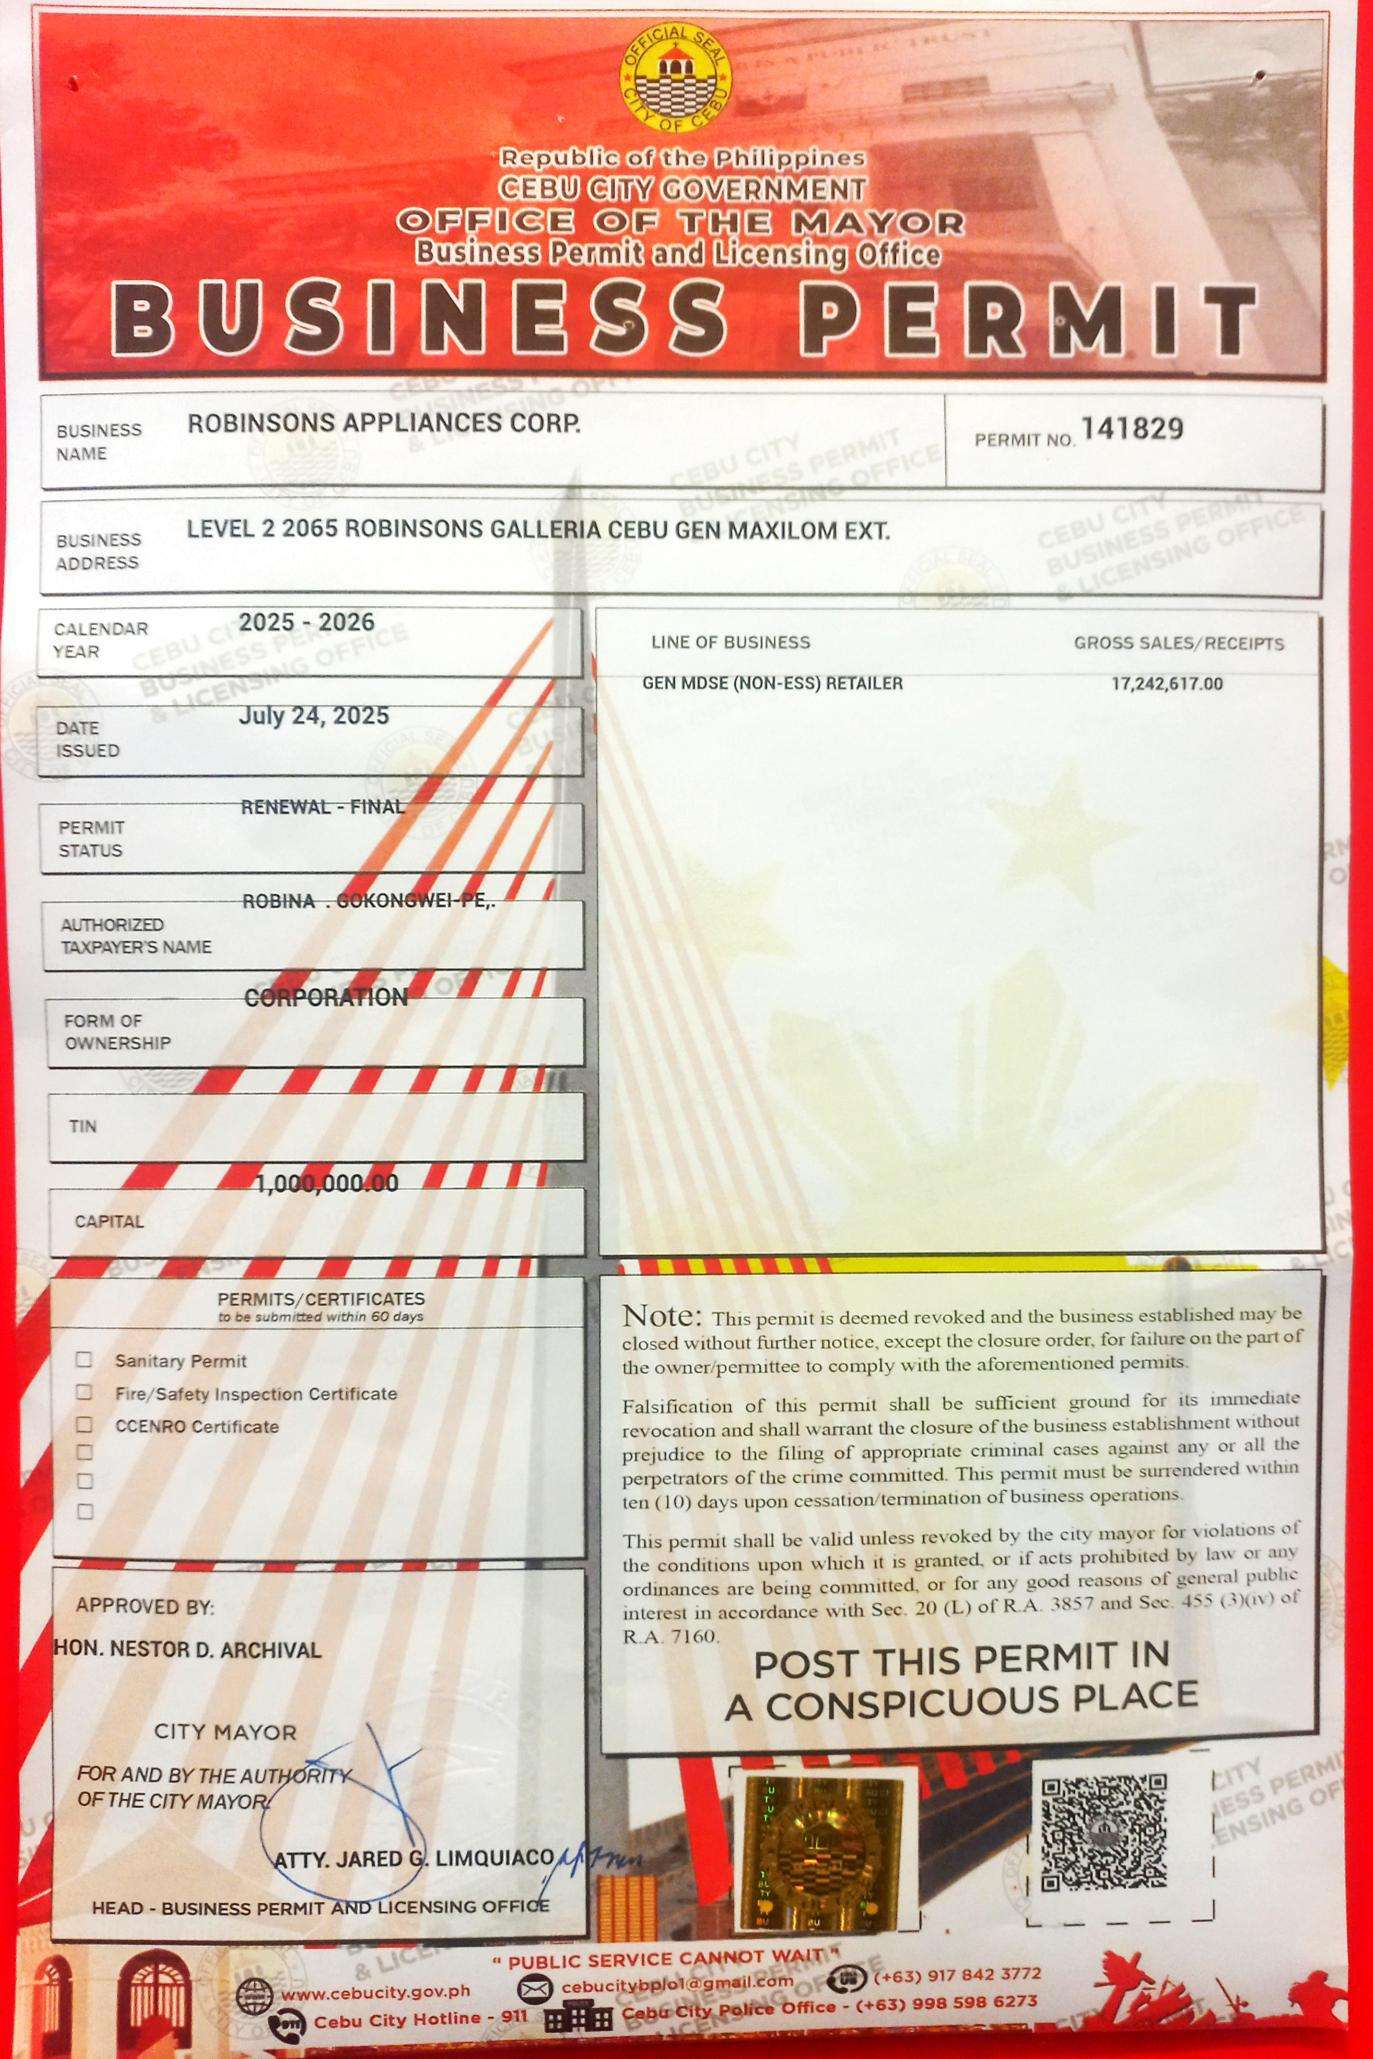 OFFICIAL SEAL
CITY OF CEBU
Republic of the Philippines
CEBU CITY GOVERNMENT
OFFICE OF THE MAYOR
Business Permit and Licensing Office
BUSINESS PERMIT
BUSINESS NAME ROBINSONS APPLIANCES CORP.
PERMIT NO. 141829
BUSINESS ADDRESS LEVEL 2 2065 ROBINSONS GALLERIA CEBU GEN MAXILOM EXT.
CALENDAR YEAR 2025 - 2026
DATE ISSUED July 24, 2025
PERMIT STATUS RENEWAL - FINAL
AUTHORIZED TAXPAYER'S NAME ROBINA . GOKONGWEI-PE,.
FORM OF OWNERSHIP CORPORATION
TIN
CAPITAL 1,000,000.00
LINE OF BUSINESS GROSS SALES/RECEIPTS
GEN MDSE (NON-ESS) RETAILER 17,242,617.00
PERMITS/CERTIFICATES
to be submitted within 60 days
Sanitary Permit
Fire/Safety Inspection Certificate
CCENRO Certificate
Note: This permit is deemed revoked and the business established may be
closed without further notice, except the closure order, for failure on the part of
the owner/permittee to comply with the aforementioned permits.
Falsification of this permit shall be sufficient ground for its immediate
revocation and shall warrant the closure of the business establishment without
prejudice to the filing of appropriate criminal cases against any or all the
perpetrators of the crime committed. This permit must be surrendered within
ten (10) days upon cessation/termination of business operations.
This permit shall be valid unless revoked by the city mayor for violations of
the conditions upon which it is granted, or if acts prohibited by law or any
ordinances are being committed, or for any good reasons of general public
interest in accordance with Sec. 20 (L) of R.A. 3857 and Sec. 455 (3)(iv) of
R.A. 7160.
POST THIS PERMIT IN
A CONSPICUOUS PLACE
APPROVED BY:
HON. NESTOR D. ARCHIVAL
CITY MAYOR
FOR AND BY THE AUTHORITY
OF THE CITY MAYOR
ATTY. JARED G. LIMQUIACO
HEAD - BUSINESS PERMIT AND LICENSING OFFICE
" PUBLIC SERVICE CANNOT WAIT "
www.cebucity.gov.ph cebucitybplo1@gmail.com (+63) 917 842 3772
Cebu City Hotline - 911 Cebu City Police Office - (+63) 998 598 6273